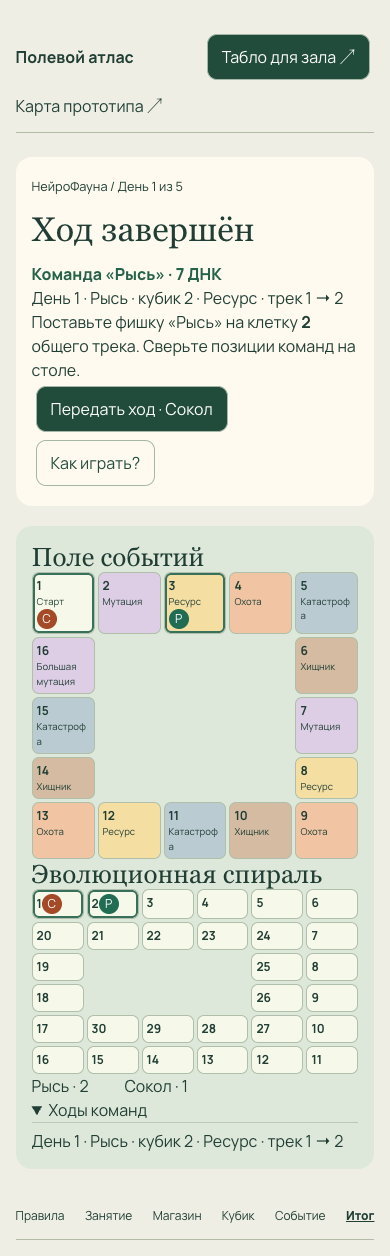 Полевой атлас
Табло для зала ↗
Карта прототипа ↗
НейроФауна / День 1 из 5
Ход завершён
Команда «Рысь» · 7 ДНК
День 1 · Рысь · кубик 2 · Ресурс · трек 1 → 2
Поставьте фишку «Рысь» на клетку 2
общего трека. Сверьте позиции команд на
столе.
Передать ход · Сокол
Как играть?
Поле событий
1 2 3 4 5
Старт Мутация Ресурс Охота Катастроф
а
С Р
16 6
Большая Хищник
мутация
15 7
Катастроф Мутация
а
14 8
Хищник Ресурс
13 12 11 10 9
Охота Ресурс Катастроф Хищник Охота
а
Эволюционная спираль
1 С 2 Р 3 4 5 6
20 21 22 23 24 7
19 25 8
18 26 9
17 30 29 28 27 10
16 15 14 13 12 11
Рысь · 2 Сокол · 1
▼ Ходы команд
День 1 · Рысь · кубик 2 · Ресурс · трек 1 → 2
Правила Занятие Магазин Кубик Событие Итог